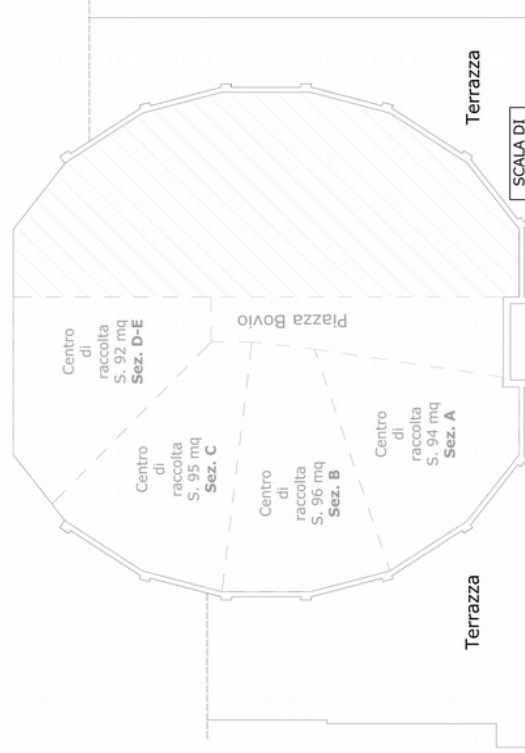 Terrazza
SCALA DI
Piazza Bovio
Centro
di
raccolta
S. 92 mq
Sez. D-E
Centro
di
raccolta
S. 95 mq
Sez. C
Centro
di
raccolta
S. 96 mq
Sez. B
Centro
di
raccolta
S. 94 mq
Sez. A
Terrazza